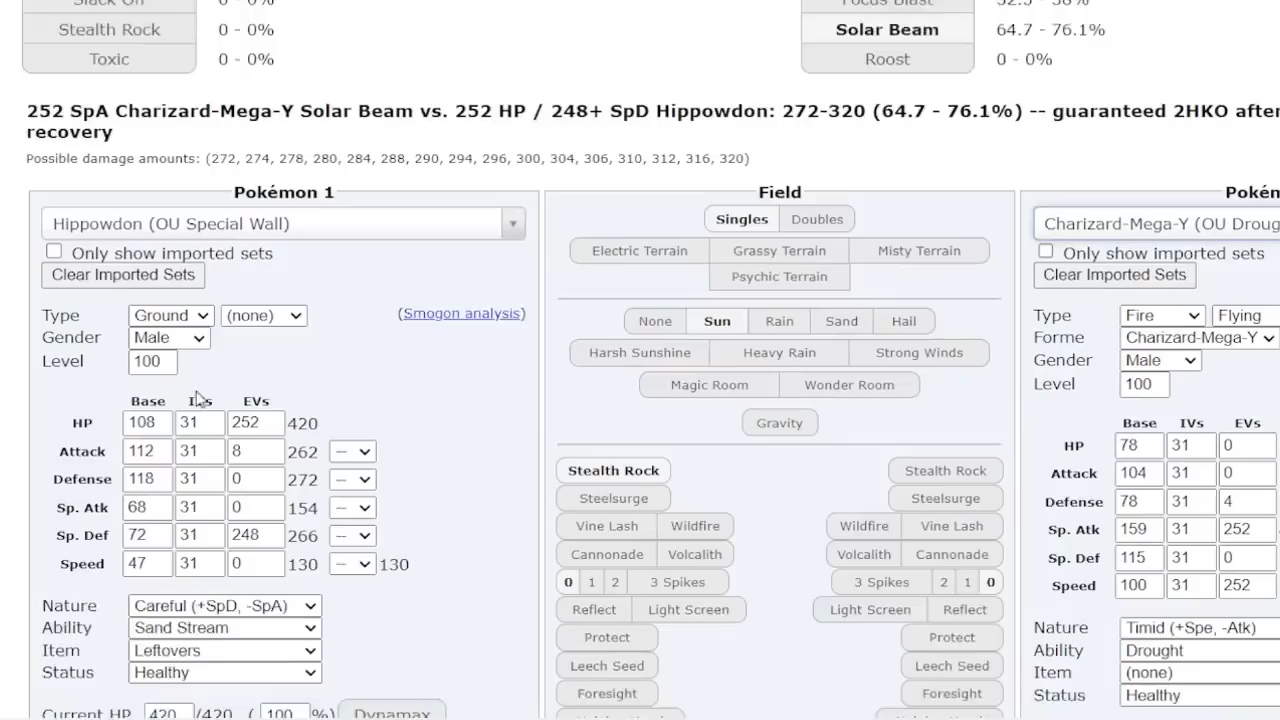 Slack Off 0 - 0%
Stealth Rock 0 - 0%
Toxic 0 - 0%
Focus Blast 32.3 - 38%
Solar Beam 64.7 - 76.1%
Roost 0 - 0%
252 SpA Charizard-Mega-Y Solar Beam vs. 252 HP / 248+ SpD Hippowdon: 272-320 (64.7 - 76.1%) -- guaranteed 2HKO after
recovery
Possible damage amounts: (272, 274, 278, 280, 284, 288, 290, 294, 296, 300, 304, 306, 310, 312, 316, 320)
Pokémon 1
Hippowdon (OU Special Wall)
Only show imported sets
Clear Imported Sets
Type Ground (none) (Smogon analysis)
Gender Male
Level 100
Base IVs EVs
HP 108 31 252 420
Attack 112 31 8 262 --
Defense 118 31 0 272 --
Sp. Atk 68 31 0 154 --
Sp. Def 72 31 248 266 --
Speed 47 31 0 130 -- 130
Nature Careful (+SpD, -SpA)
Ability Sand Stream
Item Leftovers
Status Healthy
Current HP 420 /420 ( 100 %) Dynamax
Field
Singles Doubles
Electric Terrain Grassy Terrain Misty Terrain
Psychic Terrain
None Sun Rain Sand Hail
Harsh Sunshine Heavy Rain Strong Winds
Magic Room Wonder Room
Gravity
Stealth Rock Stealth Rock
Steelsurge Steelsurge
Vine Lash Wildfire Wildfire Vine Lash
Cannonade Volcalith Volcalith Cannonade
0 1 2 3 Spikes 3 Spikes 2 1 0
Reflect Light Screen Light Screen Reflect
Protect Protect
Leech Seed Leech Seed
Foresight Foresight
Charizard-Mega-Y (OU Droug
Only show imported sets
Clear Imported Sets
Type Fire Flying
Forme Charizard-Mega-Y
Gender Male
Level 100
Base IVs EVs
HP 78 31 0
Attack 104 31 0
Defense 78 31 4
Sp. Atk 159 31 252
Sp. Def 115 31 0
Speed 100 31 252
Nature Timid (+Spe, -Atk)
Ability Drought
Item (none)
Status Healthy